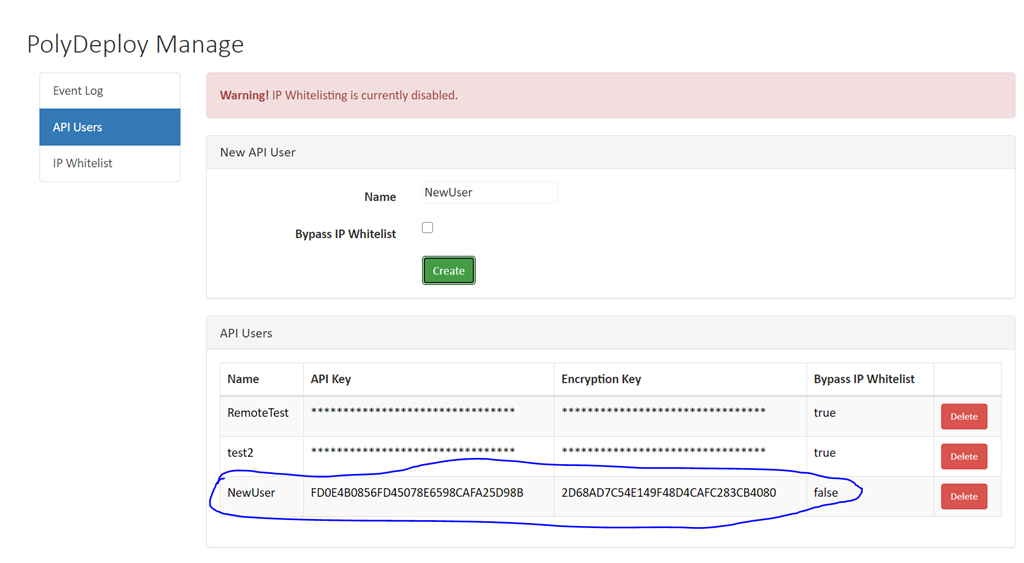 PolyDeploy Manage
Event Log
API Users
IP Whitelist
Warning! IP Whitelisting is currently disabled.
New API User
Name NewUser
Bypass IP Whitelist
Create
API Users
Name API Key Encryption Key Bypass IP Whitelist
RemoteTest ******************************** ******************************** true Delete
test2 ******************************** ******************************** true Delete
NewUser FD0E4B0856FD45078E6598CAFA25D98B 2D68AD7C54E149F48D4CAFC283CB4080 false Delete